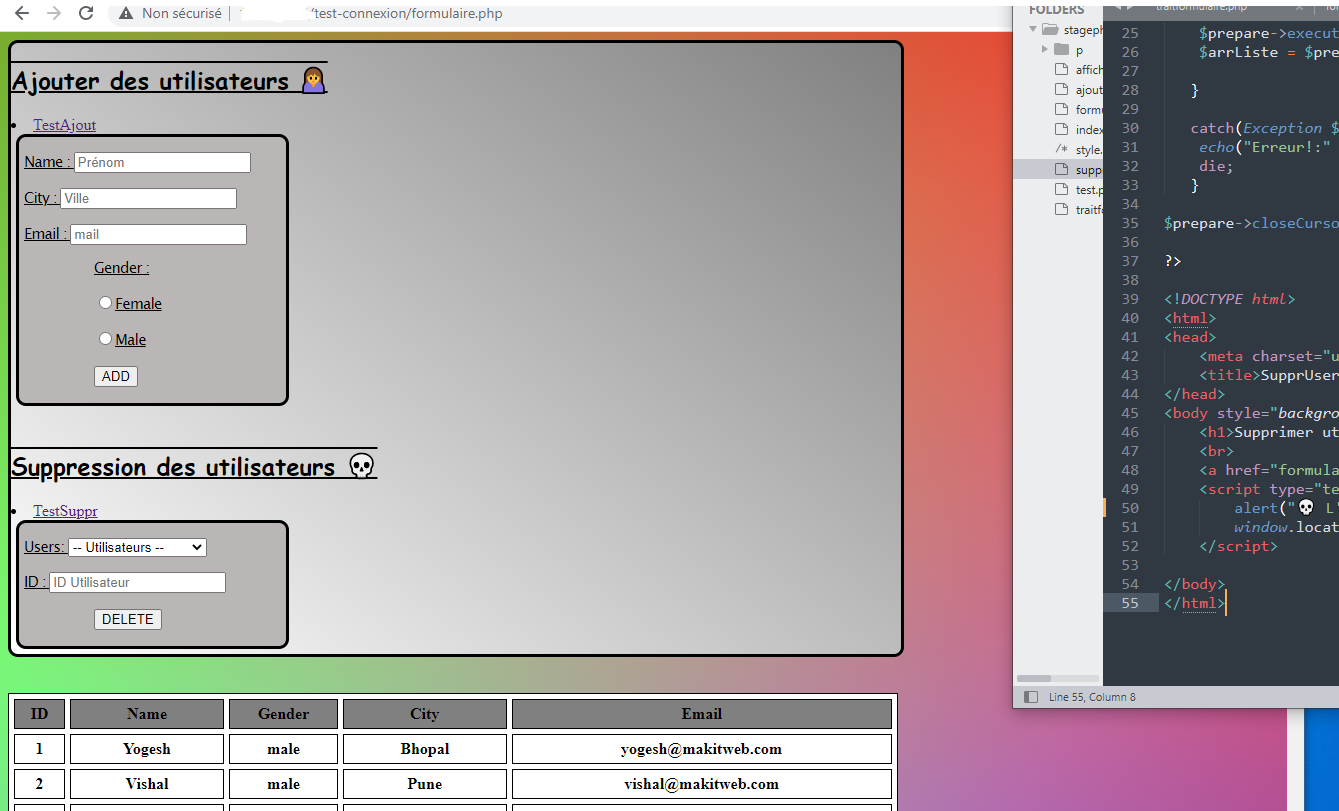 Non sécurisé
/test-connexion/formulaire.php
Ajouter des utilisateurs 🤷‍♀️
TestAjout
Name : Prénom
City : Ville
Email : mail
Gender :
Female
Male
ADD
Suppression des utilisateurs 💀
TestSuppr
Users: -- Utilisateurs --
ID : ID Utilisateur
DELETE
ID Name Gender City Email
1 Yogesh male Bhopal yogesh@makitweb.com
2 Vishal male Pune vishal@makitweb.com
FOLDERS
stageph
p
affich
ajout
formu
index
/* style.
suppr
test.p
traitfo
traitformulaire.php
25 $prepare->execut
26 $arrListe = $pre
27
28 }
29
30 catch(Exception $
31 echo("Erreur!:"
32 die;
33 }
34
35 $prepare->closeCurso
36
37 ?>
38
39 <!DOCTYPE html>
40 <html>
41 <head>
42 <meta charset="u
43 <title>SupprUser
44 </head>
45 <body style="backgro
46 <h1>Supprimer ut
47 <br>
48 <a href="formula
49 <script type="te
50 alert("💀 L'
51 window.locat
52 </script>
53
54 </body>
55 </html>
Line 55, Column 8